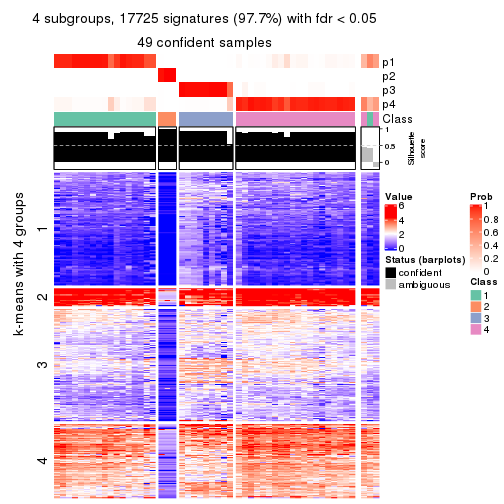 4 subgroups, 17725 signatures (97.7%) with fdr < 0.05
49 confident samples
p1
p2
p3
p4
Class
1
0.5
0
Silhouette
score
k-means with 4 groups
1
2
3
4
Value
6
4
2
0
Status (barplots)
confident
ambiguous
Prob
1
0.8
0.6
0.4
0.2
0
Class
1
2
3
4